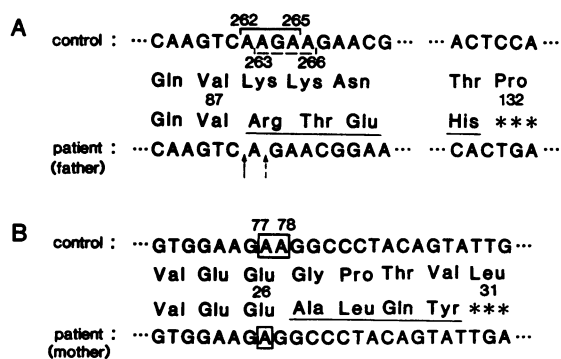 A
262 265
control : ···CAAGTCAAGAAGAACG··· ··· ACTCCA···
263 266
Gln Val Lys Lys Asn Thr Pro
87 132
Gln Val Arg Thr Glu His ***
patient : ···CAAGTC A GAACGGAA ··· ··· CACTGA···
(father)
B
77 78
control : ···GTGGAAGAAGGCCCTACAGTATTG···
Val Glu Glu Gly Pro Thr Val Leu
26 31
Val Glu Glu Ala Leu Gln Tyr ***
patient : ···GTGGAAGAGGCCCTACAGTATTGA···
(mother)